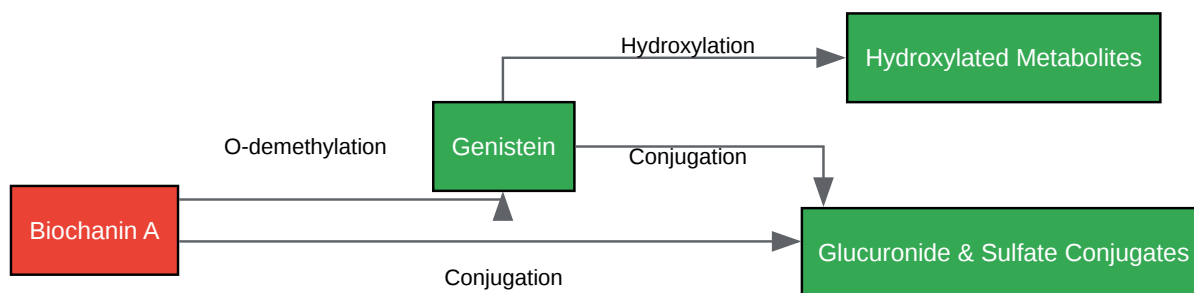 Hydroxylation
Hydroxylated Metabolites
O-demethylation
Genistein
Conjugation
Biochanin A
Glucuronide & Sulfate Conjugates
Conjugation